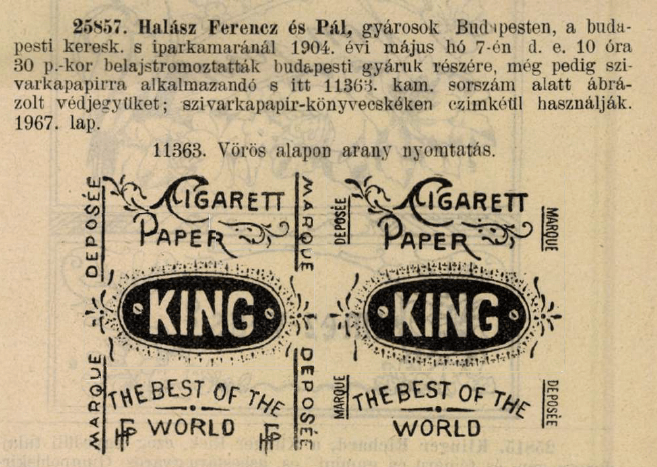 25857. Halász Ferencz és Pál, gyárosok Budapesten, a buda-
pesti keresk. s iparkamaránál 1904. évi május hó 7-én d. e. 10 óra
30 p.-kor belajstromoztatták budapesti gyáruk részére, még pedig szi-
varkapapirra alkalmazandó s itt 11363. kam. sorszám alatt ábrá-
zolt védjegyüket; szivarkapapir-könyvecskéken czimkéül használják.
1967. lap.
11363. Vörös alapon arany nyomtatás.
DEPOSÉE
CIGARETT
PAPER
MARQUE
KING
MARQUE
THE BEST OF THE
WORLD
DEPOSÉE
DEPOSÉE
CIGARETT
PAPER
MARQUE
KING
MARQUE
THE BEST OF THE
WORLD
DEPOSÉE